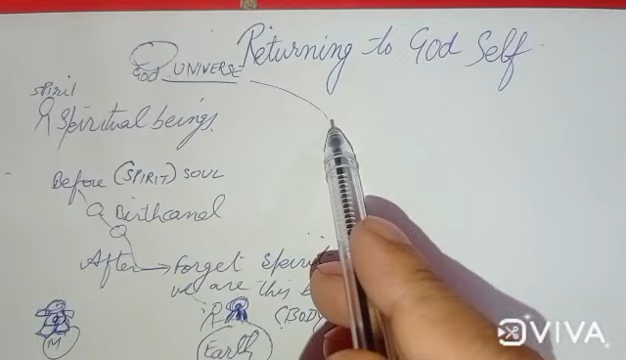 Returning to God Self
God UNIVERSE
spirit
Spiritual beings.
Before (SPIRIT) SOUL
Birthcanal
After → Forget Spirit
we are this
(BODY
M
Earth
VIVA